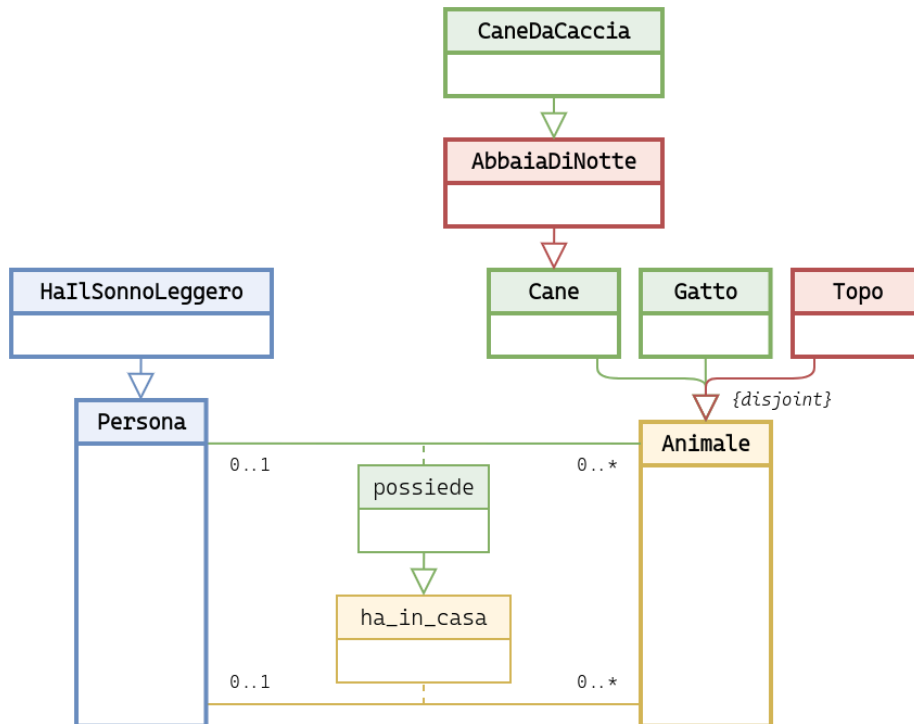 CaneDaCaccia
AbbaiaDiNotte
HaIlSonnoLeggero
Cane
Gatto
Topo
{disjoint}
Persona
Animale
0..1
0..*
possiede
ha_in_casa
0..1
0..*